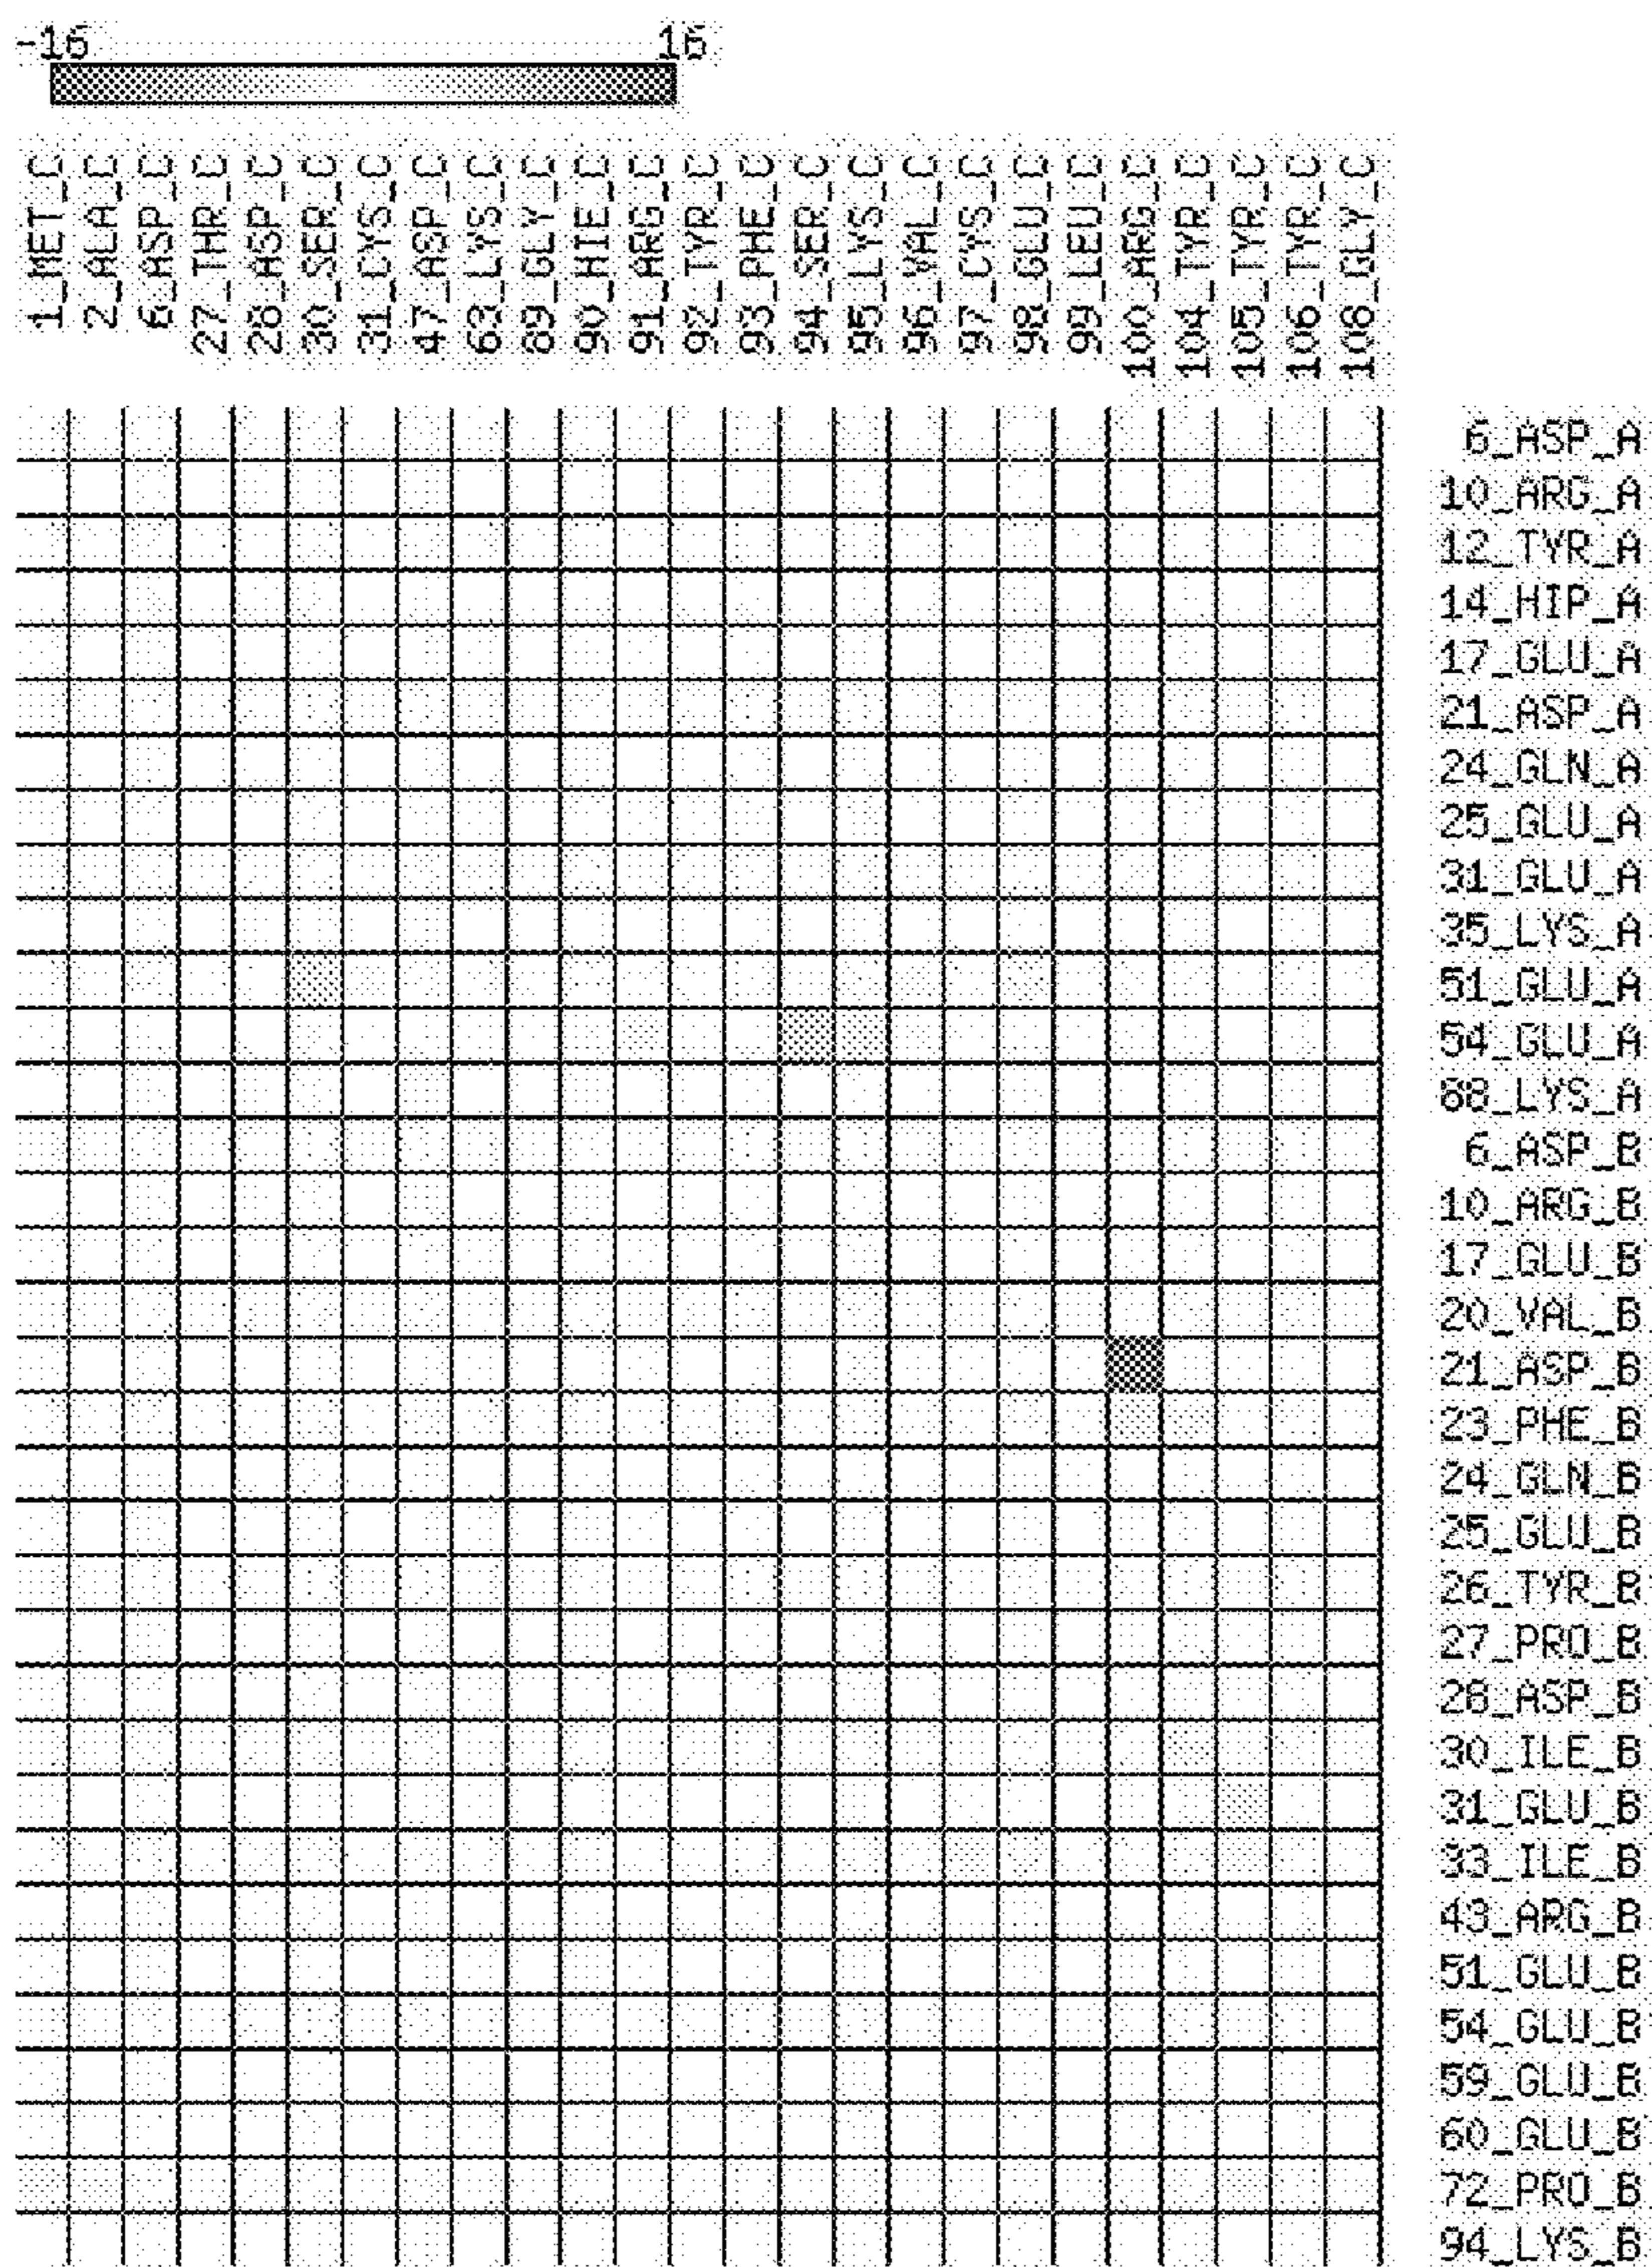 -15 15
1_MET_C
2_ALA_C
6_ASP_C
27_THR_C
28_ASP_C
30_SER_C
31_CYS_C
47_ASP_C
63_LYS_C
89_GLY_C
90_HIE_C
91_ARG_C
92_TYR_C
93_PHE_C
94_SER_C
95_LYS_C
96_VAL_C
97_CYS_C
98_GLU_C
99_LEU_C
100_ARG_C
104_TYR_C
105_TYR_C
106_TYR_C
108_GLY_C
6_ASP_A
10_ARG_A
12_TYR_A
14_HIP_A
17_GLU_A
21_ASP_A
24_GLN_A
25_GLU_A
31_GLU_A
35_LYS_A
51_GLU_A
54_GLU_A
88_LYS_A
6_ASP_B
10_ARG_B
17_GLU_B
20_VAL_B
21_ASP_B
23_PHE_B
24_GLN_B
25_GLU_B
26_TYR_B
27_PRO_B
28_ASP_B
30_ILE_B
31_GLU_B
33_ILE_B
43_ARG_B
51_GLU_B
54_GLU_B
59_GLU_B
60_GLU_B
72_PRO_B
94_LYS_B